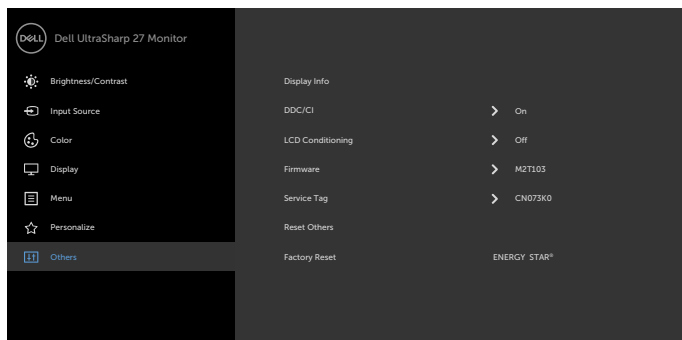 DELL Dell UltraSharp 27 Monitor
Brightness/Contrast
Input Source
Color
Display
Menu
Personalize
Others
Display Info
DDC/CI On
LCD Conditioning Off
Firmware M2T103
Service Tag CN073K0
Reset Others
Factory Reset ENERGY STAR®